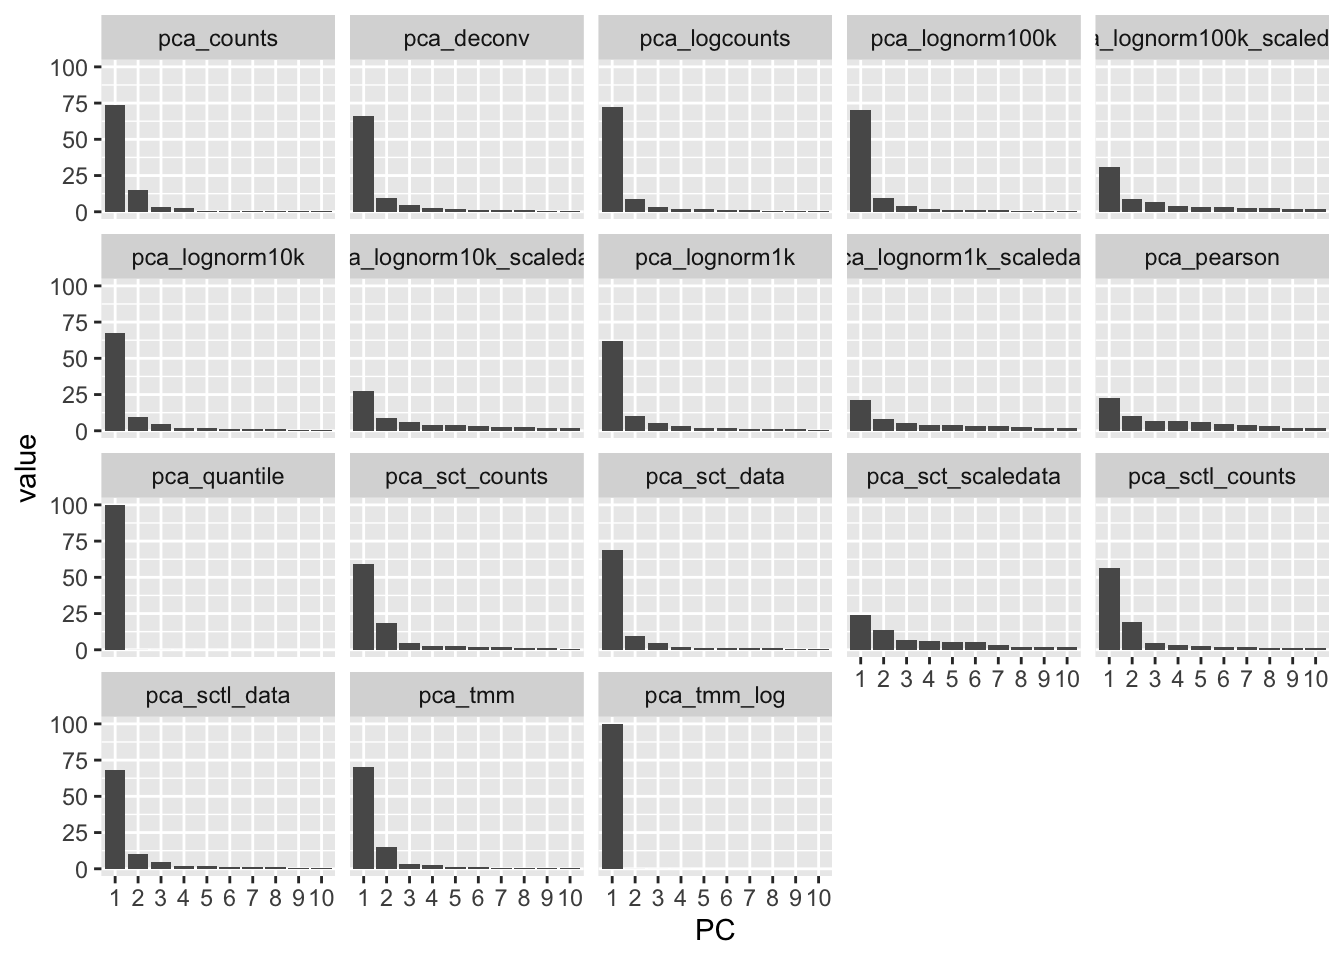 pca_counts pca_deconv pca_logcounts pca_lognorm100k a_lognorm100k_scaled
100
75
50
25
0
pca_lognorm10k a_lognorm10k_scaleda pca_lognorm1k ca_lognorm1k_scaleda pca_pearson
100
75
50
25
0
value
pca_quantile pca_sct_counts pca_sct_data pca_sct_scaledata pca_sctl_counts
100
75
50
25
0
1 2 3 4 5 6 7 8 9 10 1 2 3 4 5 6 7 8 9 10
pca_sctl_data pca_tmm pca_tmm_log
100
75
50
25
0
1 2 3 4 5 6 7 8 9 10 1 2 3 4 5 6 7 8 9 10 1 2 3 4 5 6 7 8 9 10
PC